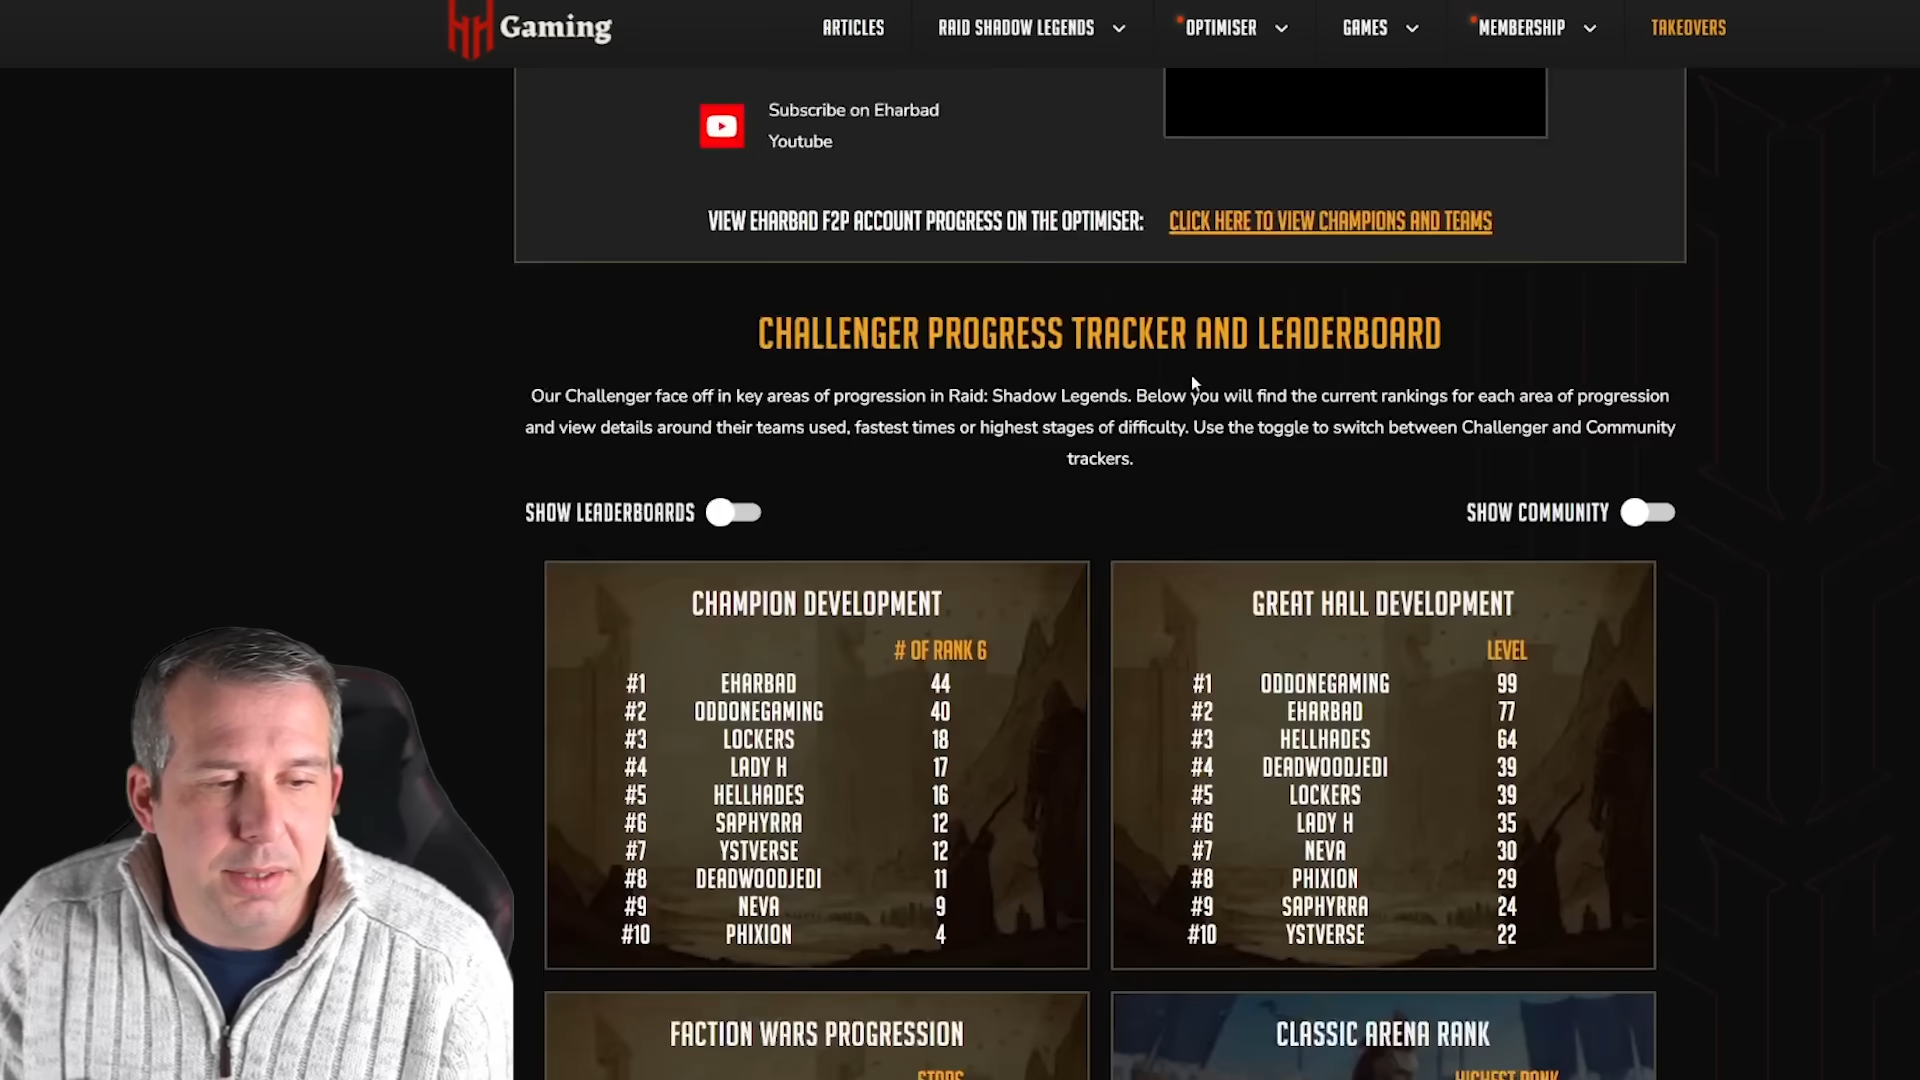 Gaming
ARTICLES
RAID SHADOW LEGENDS
OPTIMISER
GAMES
MEMBERSHIP
TAKEOVERS
Subscribe on Eharbad
Youtube
VIEW EHARBAD F2P ACCOUNT PROGRESS ON THE OPTIMISER: CLICK HERE TO VIEW CHAMPIONS AND TEAMS
CHALLENGER PROGRESS TRACKER AND LEADERBOARD
Our Challenger face off in key areas of progression in Raid: Shadow Legends. Below you will find the current rankings for each area of progression
and view details around their teams used, fastest times or highest stages of difficulty. Use the toggle to switch between Challenger and Community
trackers.
SHOW LEADERBOARDS
SHOW COMMUNITY
CHAMPION DEVELOPMENT
# OF RANK 6
#1 EHARBAD 44
#2 ODDONEGAMING 40
#3 LOCKERS 18
#4 LADY H 17
#5 HELLHADES 16
#6 SAPHYRRA 12
#7 YSTVERSE 12
#8 DEADWOODJEDI 11
#9 NEVA 9
#10 PHIXION 4
GREAT HALL DEVELOPMENT
LEVEL
#1 ODDONEGAMING 99
#2 EHARBAD 77
#3 HELLHADES 64
#4 DEADWOODJEDI 39
#5 LOCKERS 39
#6 LADY H 35
#7 NEVA 30
#8 PHIXION 29
#9 SAPHYRRA 24
#10 YSTVERSE 22
FACTION WARS PROGRESSION
STARS
CLASSIC ARENA RANK
HIGHEST RANK